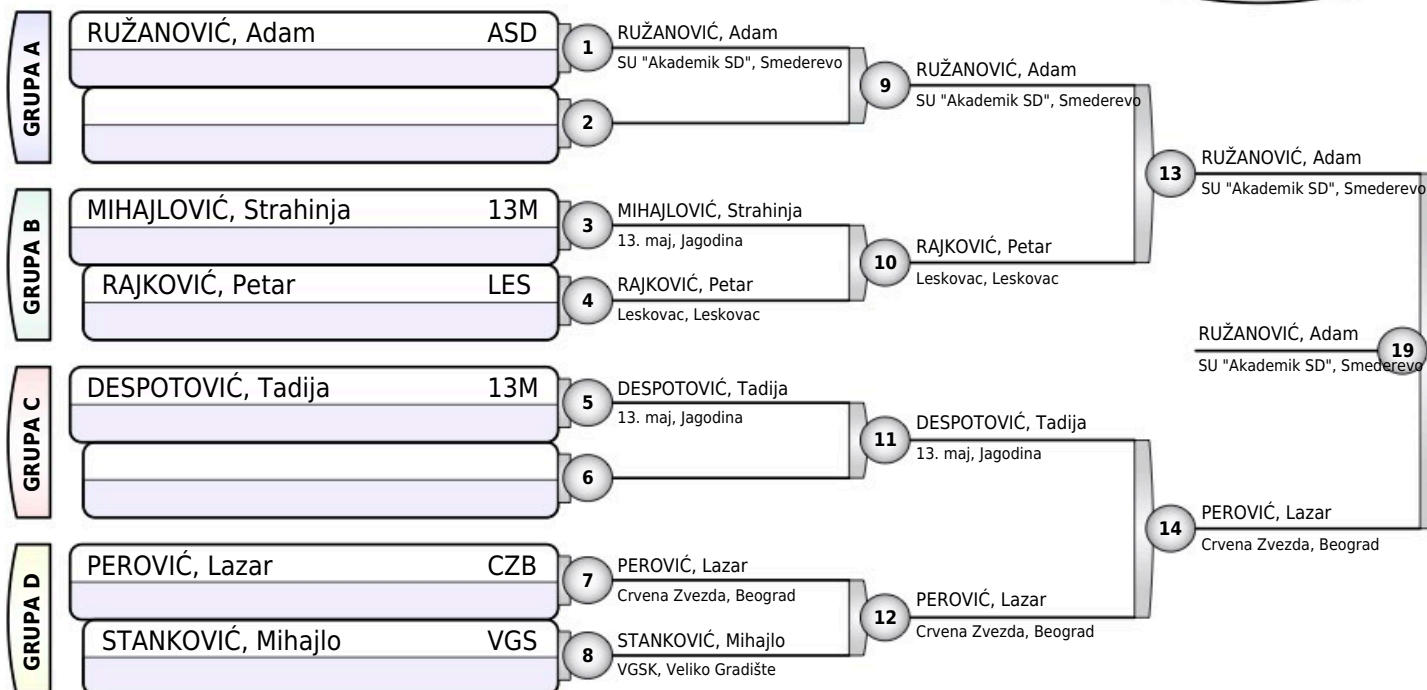 GRUPA A
RUŽANOVIĆ, Adam ASD
1
RUŽANOVIĆ, Adam
SU "Akademik SD", Smederevo
2
9
RUŽANOVIĆ, Adam
SU "Akademik SD", Smederevo
GRUPA B
MIHAJLOVIĆ, Strahinja 13M
3
MIHAJLOVIĆ, Strahinja
13. maj, Jagodina
RAJKOVIĆ, Petar LES
4
RAJKOVIĆ, Petar
Leskovac, Leskovac
10
RAJKOVIĆ, Petar
Leskovac, Leskovac
13
RUŽANOVIĆ, Adam
SU "Akademik SD", Smederevo
RUŽANOVIĆ, Adam
SU "Akademik SD", Smederevo
19
GRUPA C
DESPOTOVIĆ, Tadija 13M
5
DESPOTOVIĆ, Tadija
13. maj, Jagodina
6
11
DESPOTOVIĆ, Tadija
13. maj, Jagodina
GRUPA D
PEROVIĆ, Lazar CZB
7
PEROVIĆ, Lazar
Crvena Zvezda, Beograd
STANKOVIĆ, Mihajlo VGS
8
STANKOVIĆ, Mihajlo
VGSK, Veliko Gradište
12
PEROVIĆ, Lazar
Crvena Zvezda, Beograd
14
PEROVIĆ, Lazar
Crvena Zvezda, Beograd